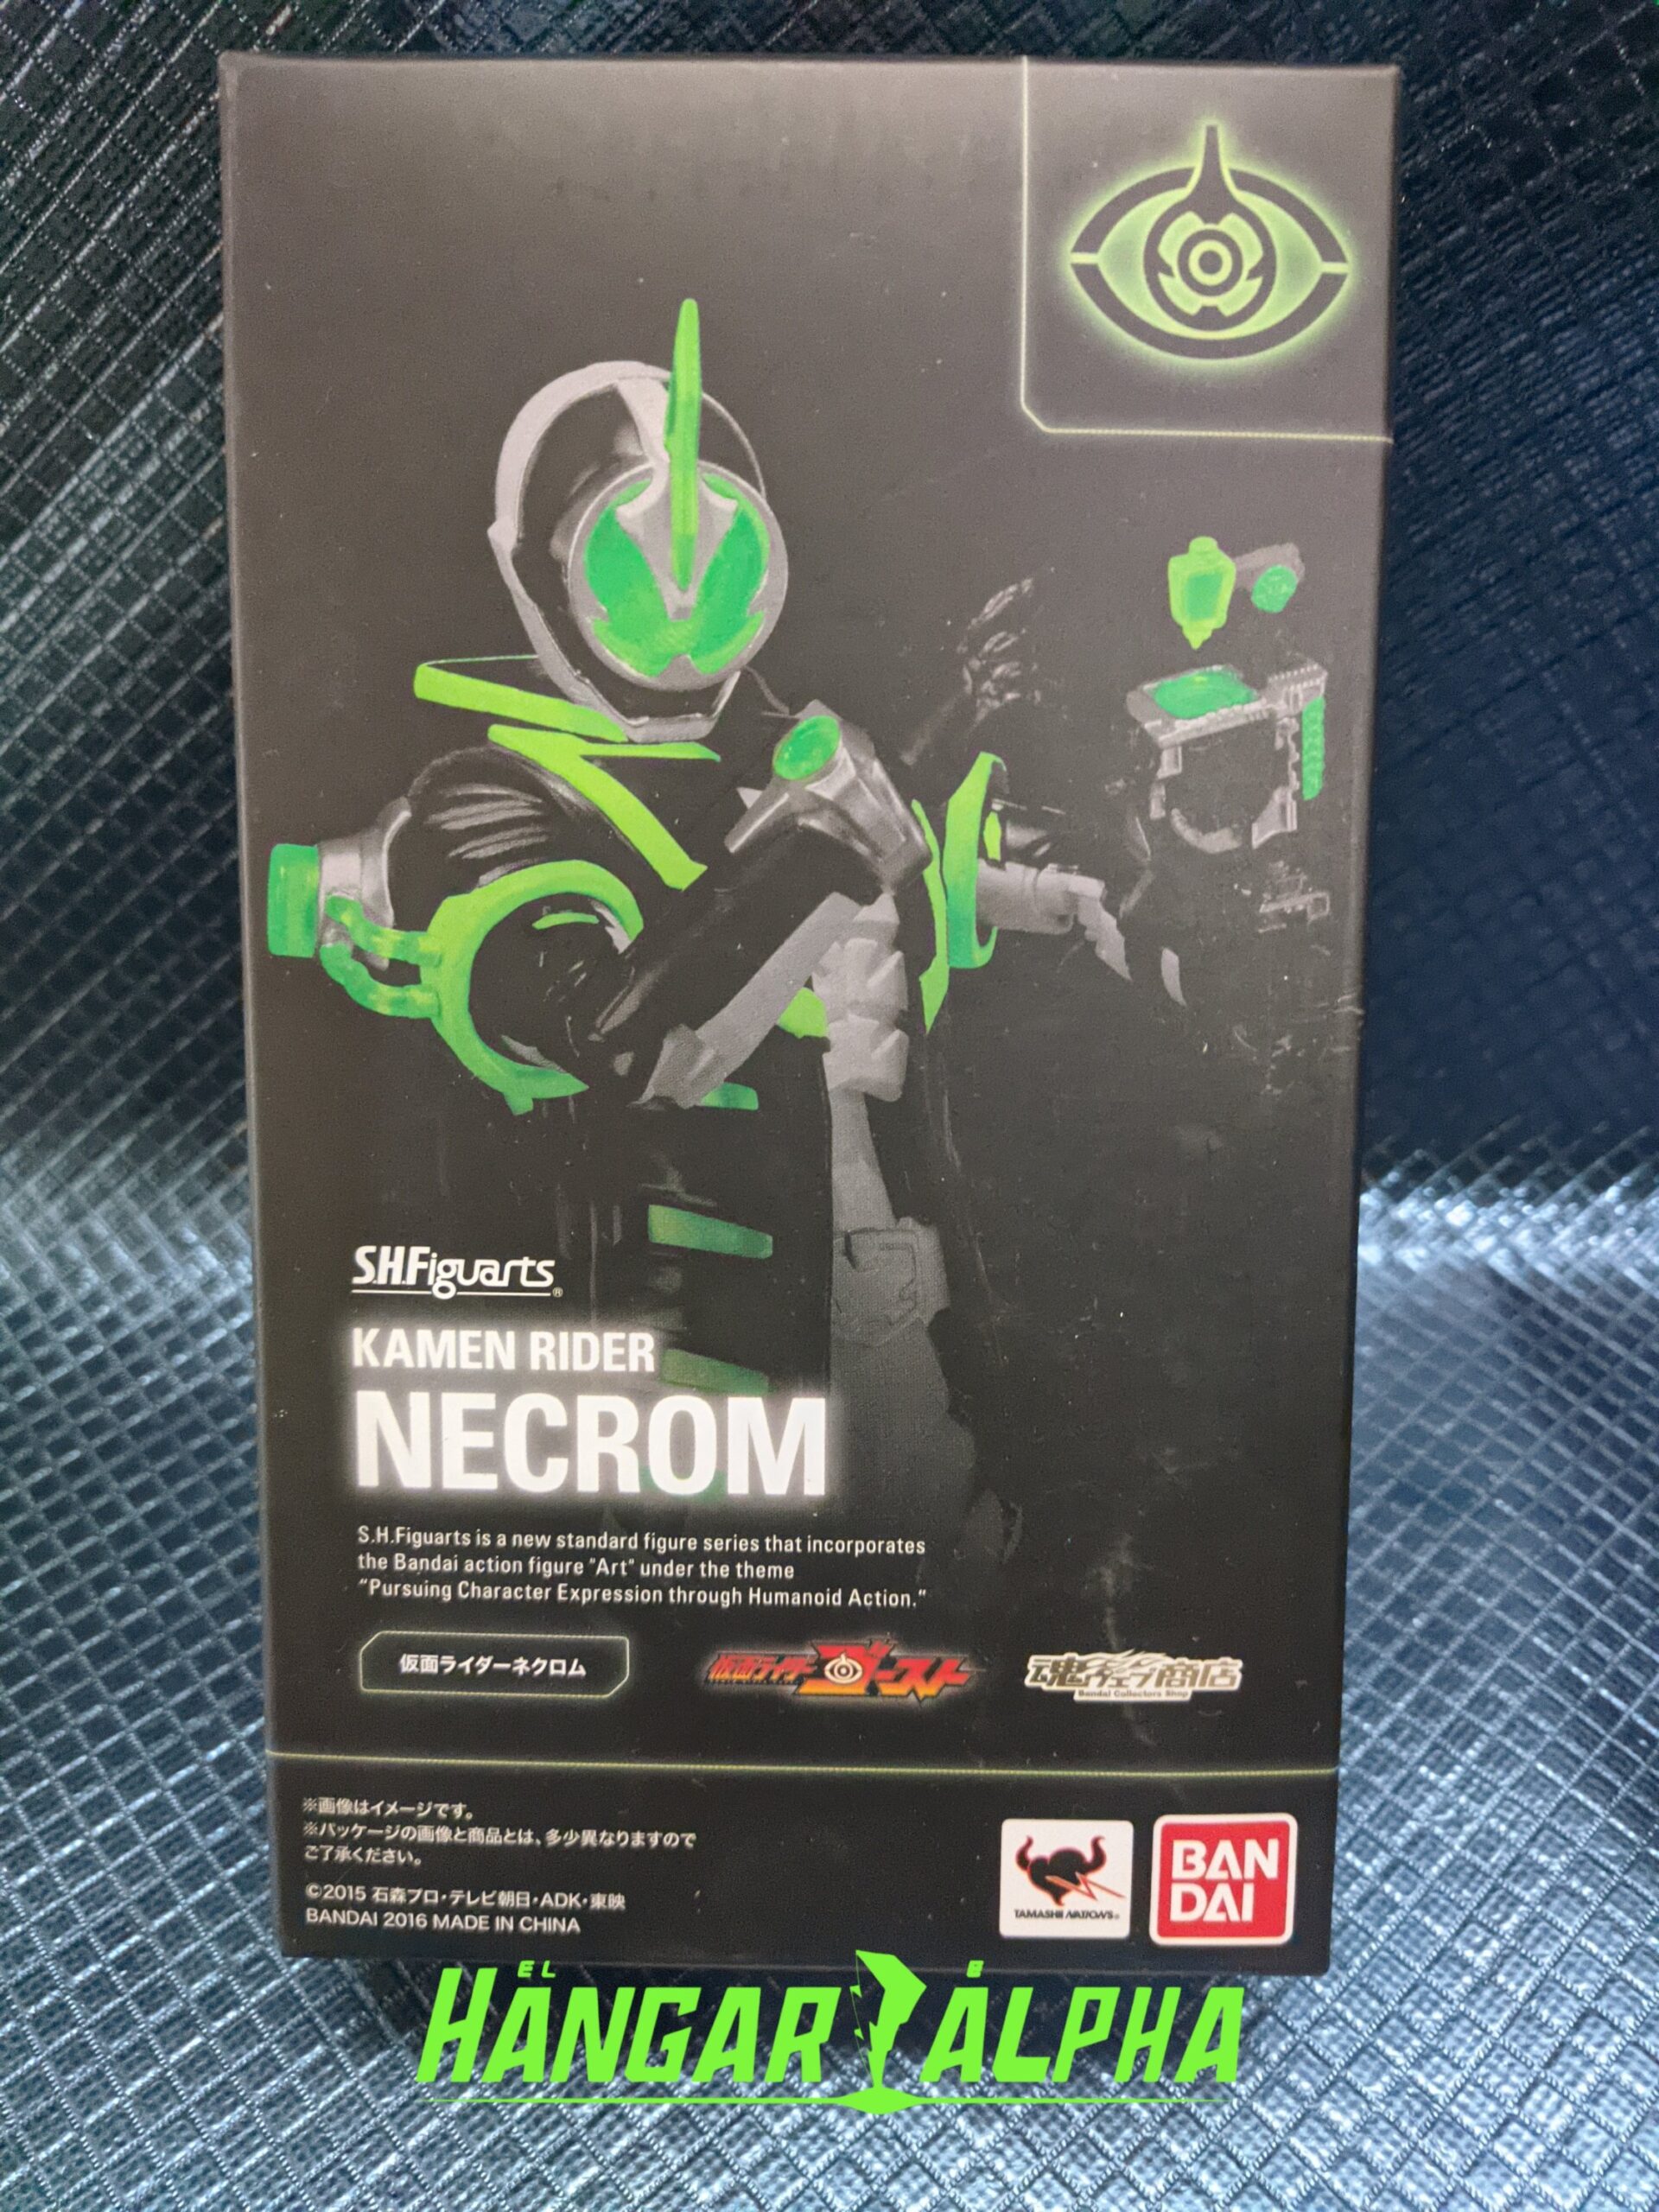 S.H.Figuarts®
KAMEN RIDER
NECROM
S.H.Figuarts is a new standard figure series that incorporates
the Bandai action figure "Art" under the theme
"Pursuing Character Expression through Humanoid Action."
仮面ライダーネクロム
仮面ライダー ゴースト
魂ウェブ商店
Bandai Collectors Shop
※画像はイメージです。
※パッケージの画像と商品とは、多少異なりますので
ご了承ください。
©2015 石森プロ・テレビ朝日・ADK・東映
BANDAI 2016 MADE IN CHINA
TAMASHII NATIONS®
BAN
DAI
EL
HANGAR ALPHA